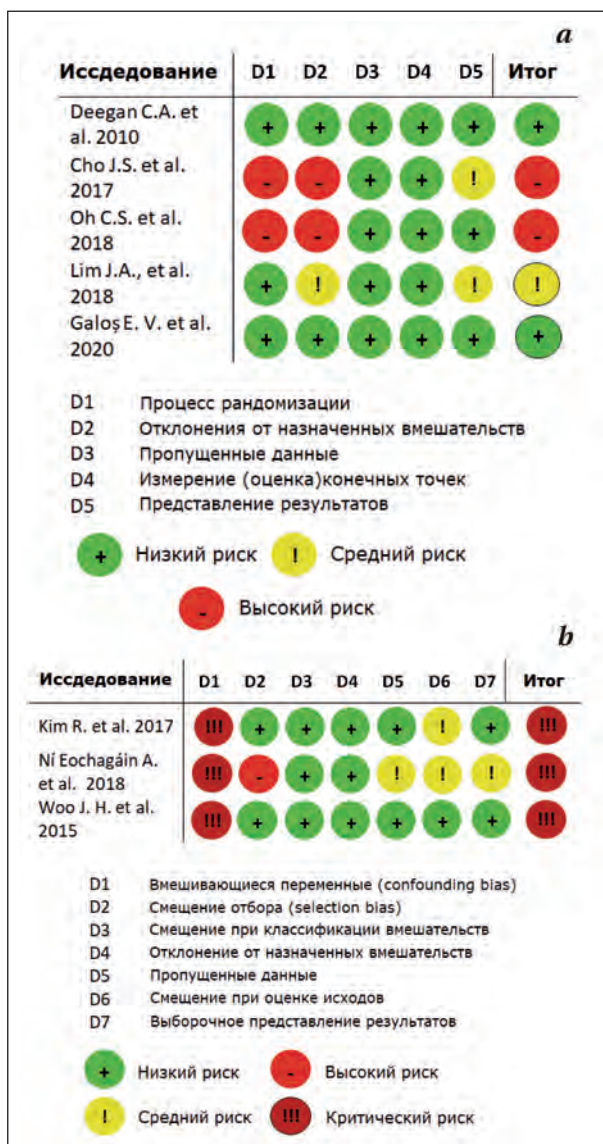 a
Иссдедование D1 D2 D3 D4 D5 Итог
Deegan C.A. et
al. 2010
+ + + + + +
Cho J.S. et al.
2017
- - + + ! -
Oh C.S. et al.
2018
- - + + + -
Lim J.A., et al.
2018
+ ! + + ! !
Galoş E. V. et al.
2020
+ + + + + +
D1 Процесс рандомизации
D2 Отклонения от назначенных вмешательств
D3 Пропущенные данные
D4 Измерение (оценка)конечных точек
D5 Представление результатов
+ Низкий риск ! Средний риск
- Высокий риск
b
Иссдедование D1 D2 D3 D4 D5 D6 D7 Итог
Kim R. et al. 2017 !!! + + + + ! + !!!
Ní Eochagáin A.
et al. 2018
!!! - + + ! ! ! !!!
Woo J. H. et al.
2015
!!! + + + + + + !!!
D1 Вмешивающиеся переменные (confounding bias)
D2 Смещение отбора (selection bias)
D3 Смещение при классификации вмешательств
D4 Отклонение от назначенных вмешательств
D5 Пропущенные данные
D6 Смещение при оценке исходов
D7 Выборочное представление результатов
+ Низкий риск - Высокий риск
! Средний риск !!! Критический риск